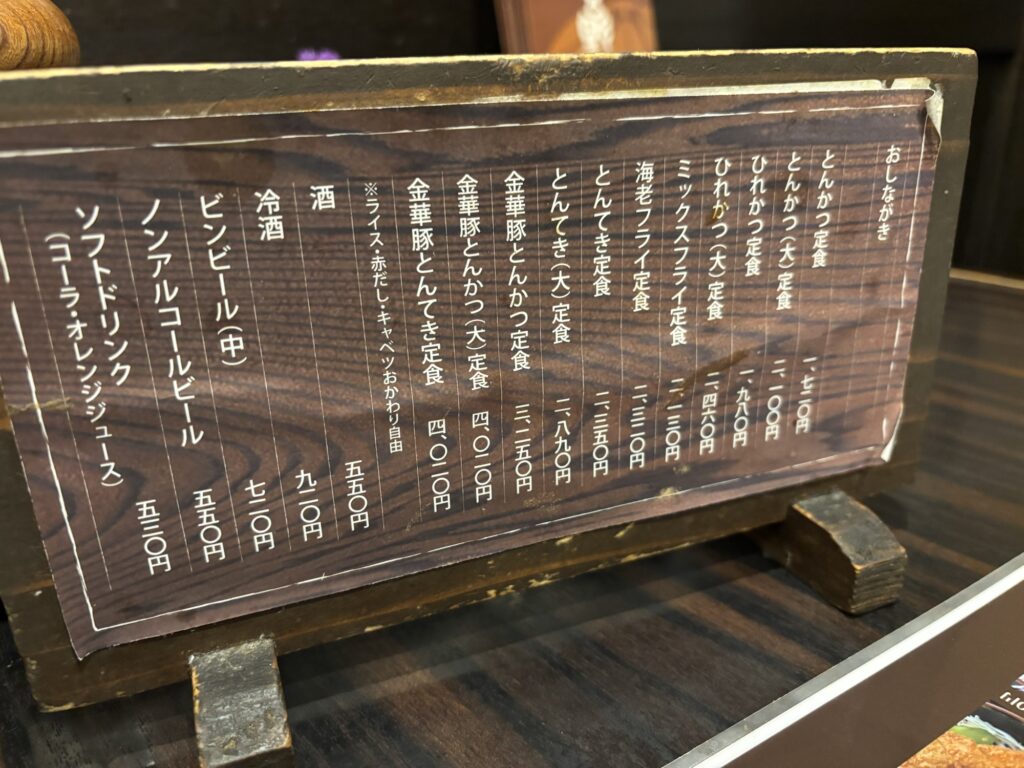 おしながき
とんかつ定食 一、七二〇円
とんかつ（大）定食 二、一〇〇円
ひれかつ定食 一、九八〇円
ひれかつ（大）定食 二、四六〇円
ミックスフライ定食 二、一三〇円
海老フライ定食 二、三二〇円
とんてき定食 二、三五〇円
とんてき（大）定食 二、八九〇円
金華豚とんかつ定食 三、二五〇円
金華豚とんかつ（大）定食 四、〇二〇円
金華豚とんてき定食 四、〇二〇円
※ライス・赤だし・キャベツおかわり自由
酒 五五〇円
冷酒 九二〇円
ビンビール（中） 七二〇円
ノンアルコールビール 五五〇円
ソフトドリンク 五三〇円
（コーラ・オレンジジュース）